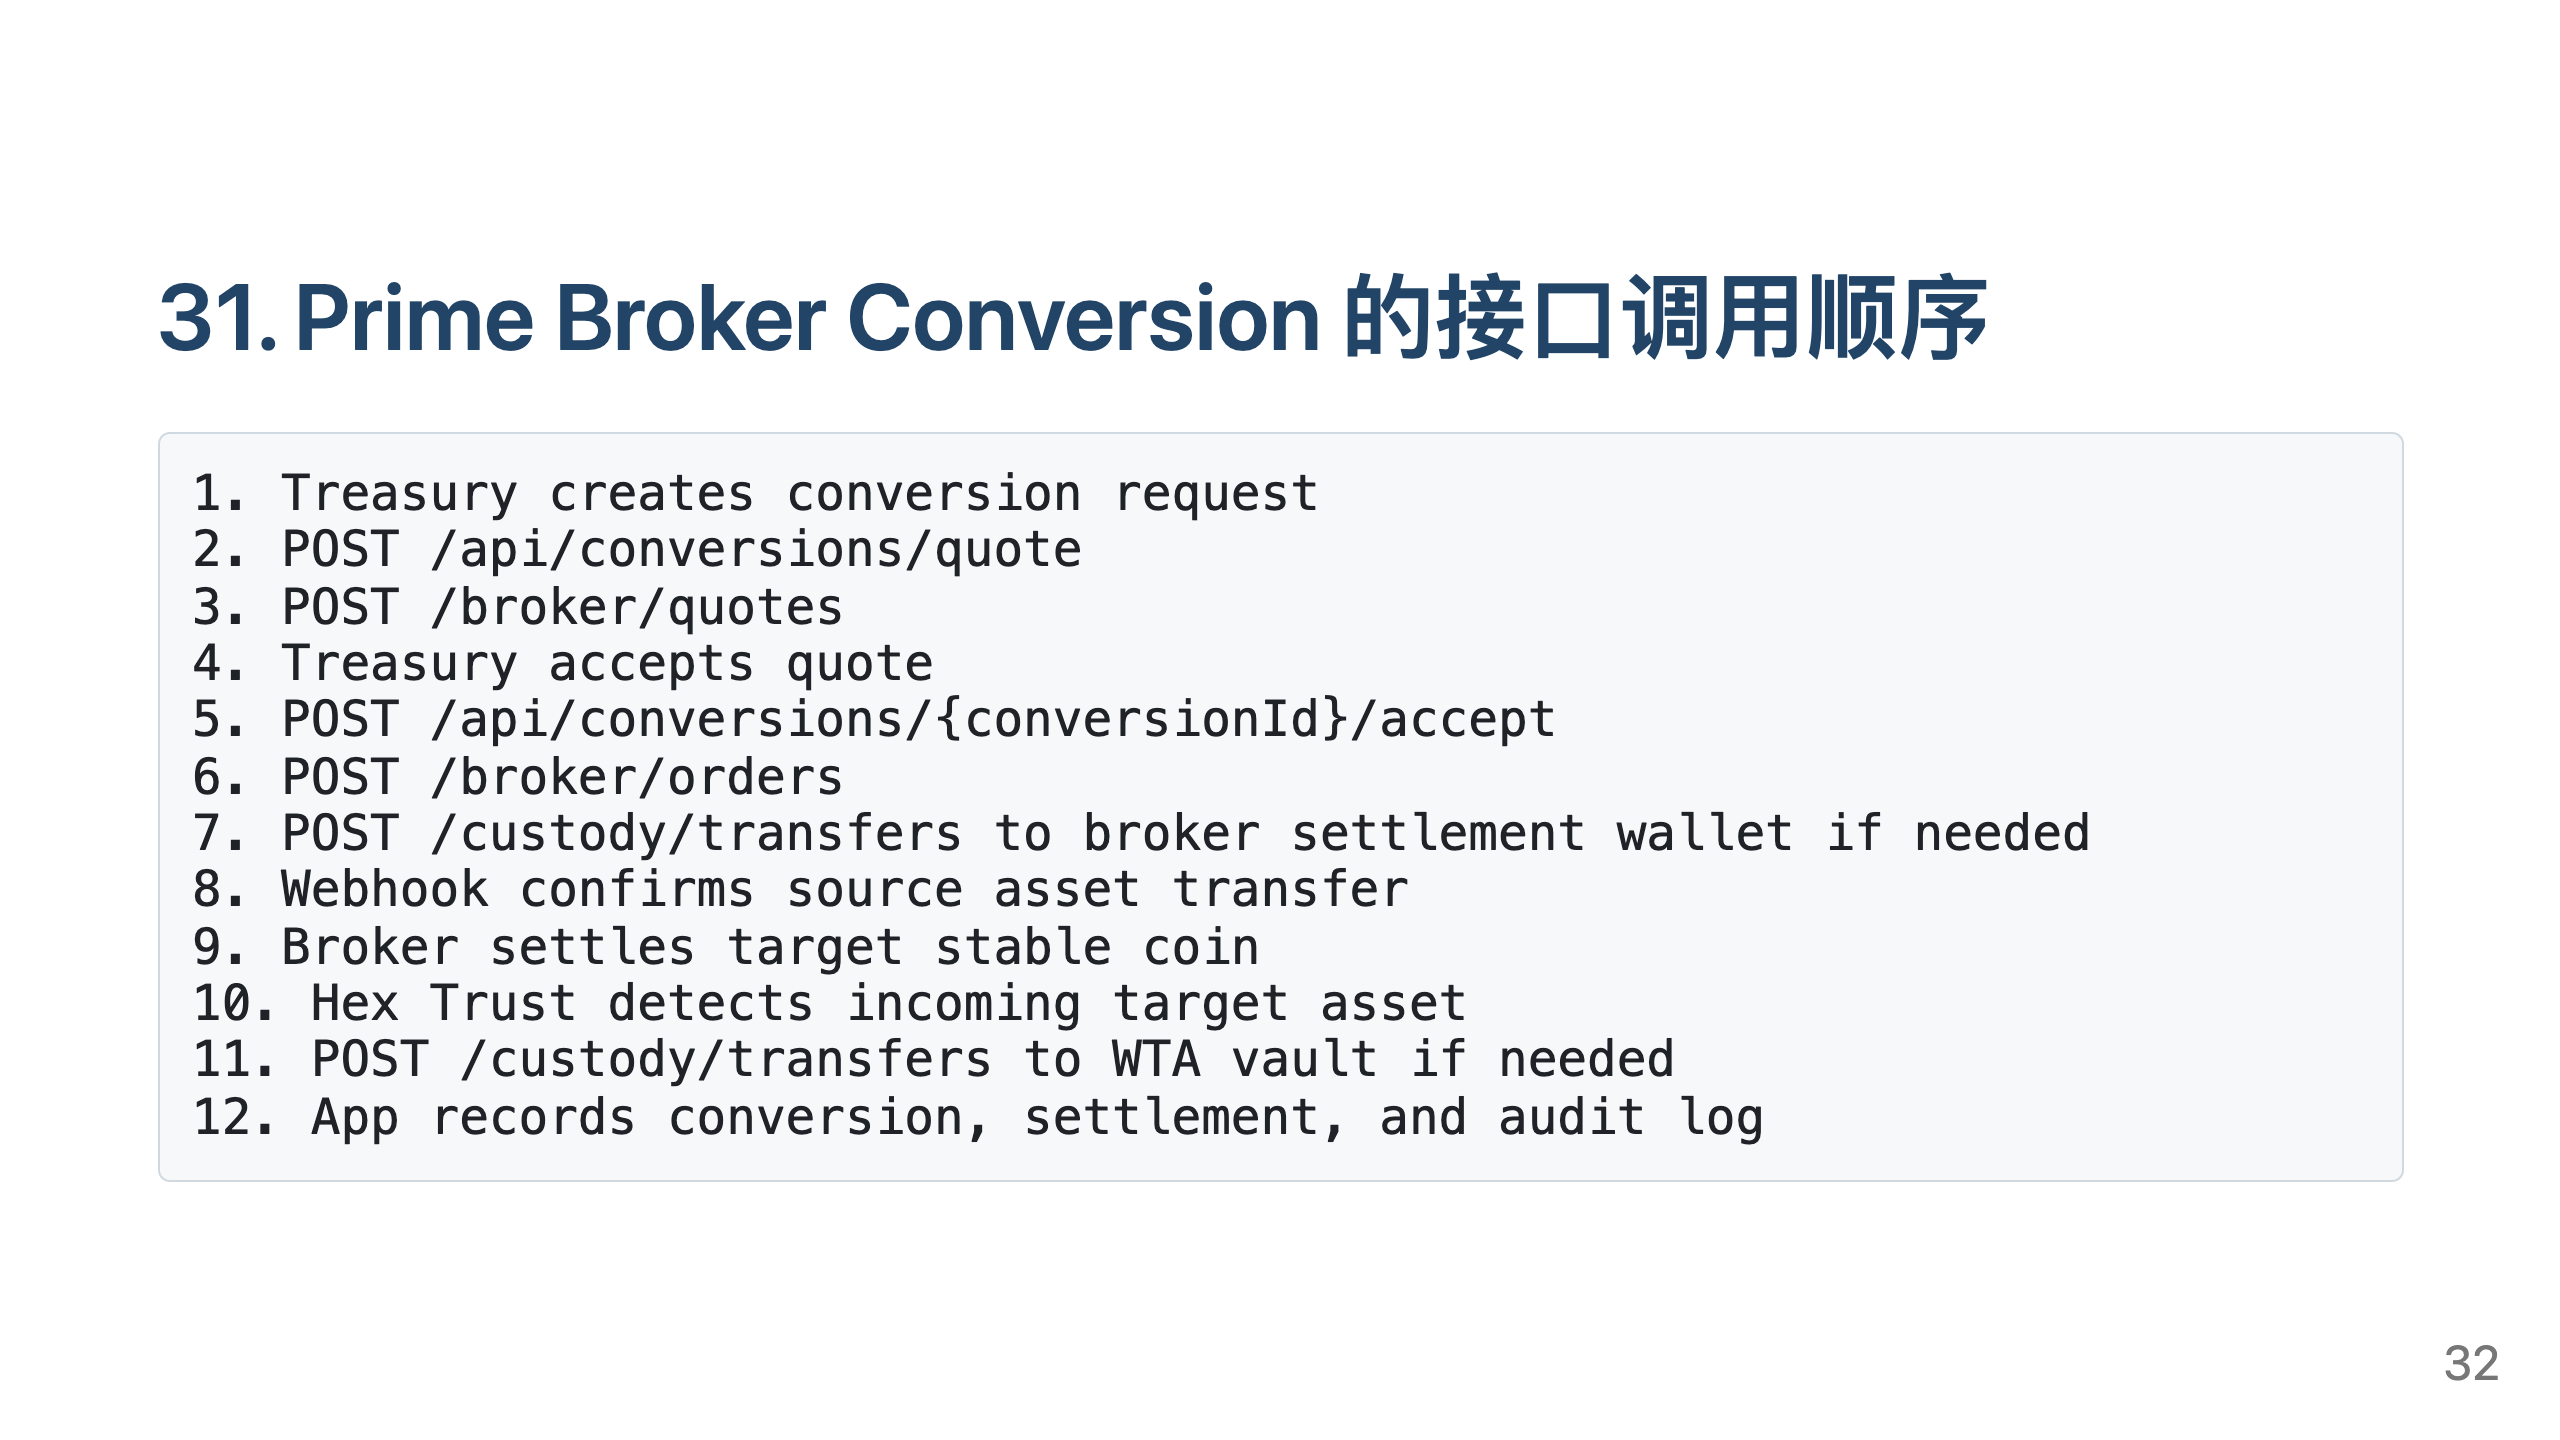 31. Prime Broker Conversion 的接口调用顺序
1. Treasury creates conversion request
2. POST /api/conversions/quote
3. POST /broker/quotes
4. Treasury accepts quote
5. POST /api/conversions/{conversionId}/accept
6. POST /broker/orders
7. POST /custody/transfers to broker settlement wallet if needed
8. Webhook confirms source asset transfer
9. Broker settles target stable coin
10. Hex Trust detects incoming target asset
11. POST /custody/transfers to WTA vault if needed
12. App records conversion, settlement, and audit log
32